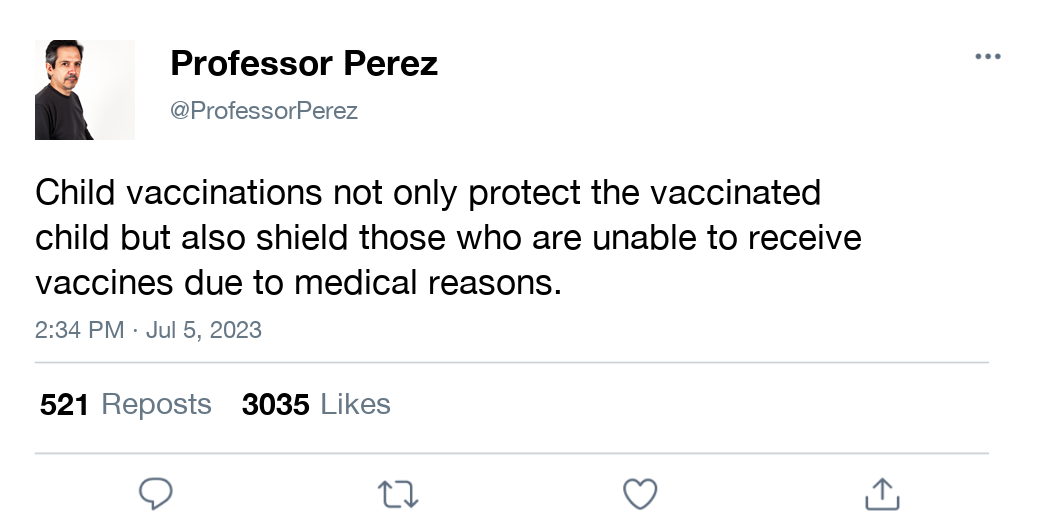 Professor Perez
@ProfessorPerez
Child vaccinations not only protect the vaccinated
child but also shield those who are unable to receive
vaccines due to medical reasons.
2:34 PM · Jul 5, 2023
521 Reposts 3035 Likes